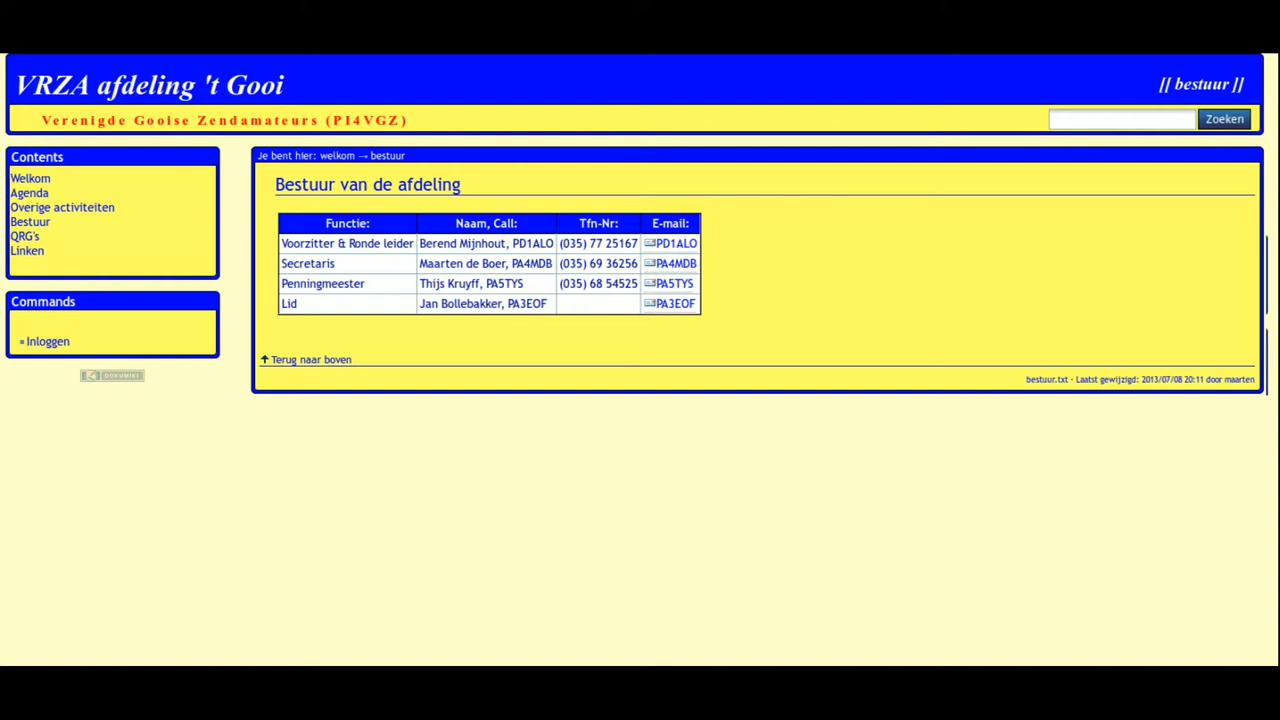 VRZA afdeling 't Gooi
[[ bestuur ]]
Verenigde Gooise Zendamateurs (PI4VGZ)
Zoeken
Contents
Welkom
Agenda
Overige activiteiten
Bestuur
QRG's
Linken
Commands
Inloggen
DOKUWIKI
Je bent hier: welkom → bestuur
Bestuur van de afdeling
Functie: Naam, Call: Tfn-Nr: E-mail:
Voorzitter & Ronde leider Berend Mijnhout, PD1ALO (035) 77 25167 PD1ALO
Secretaris Maarten de Boer, PA4MDB (035) 69 36256 PA4MDB
Penningmeester Thijs Kruyff, PA5TYS (035) 68 54525 PA5TYS
Lid Jan Bollebakker, PA3EOF PA3EOF
Terug naar boven
bestuur.txt · Laatst gewijzigd: 2013/07/08 20:11 door maarten